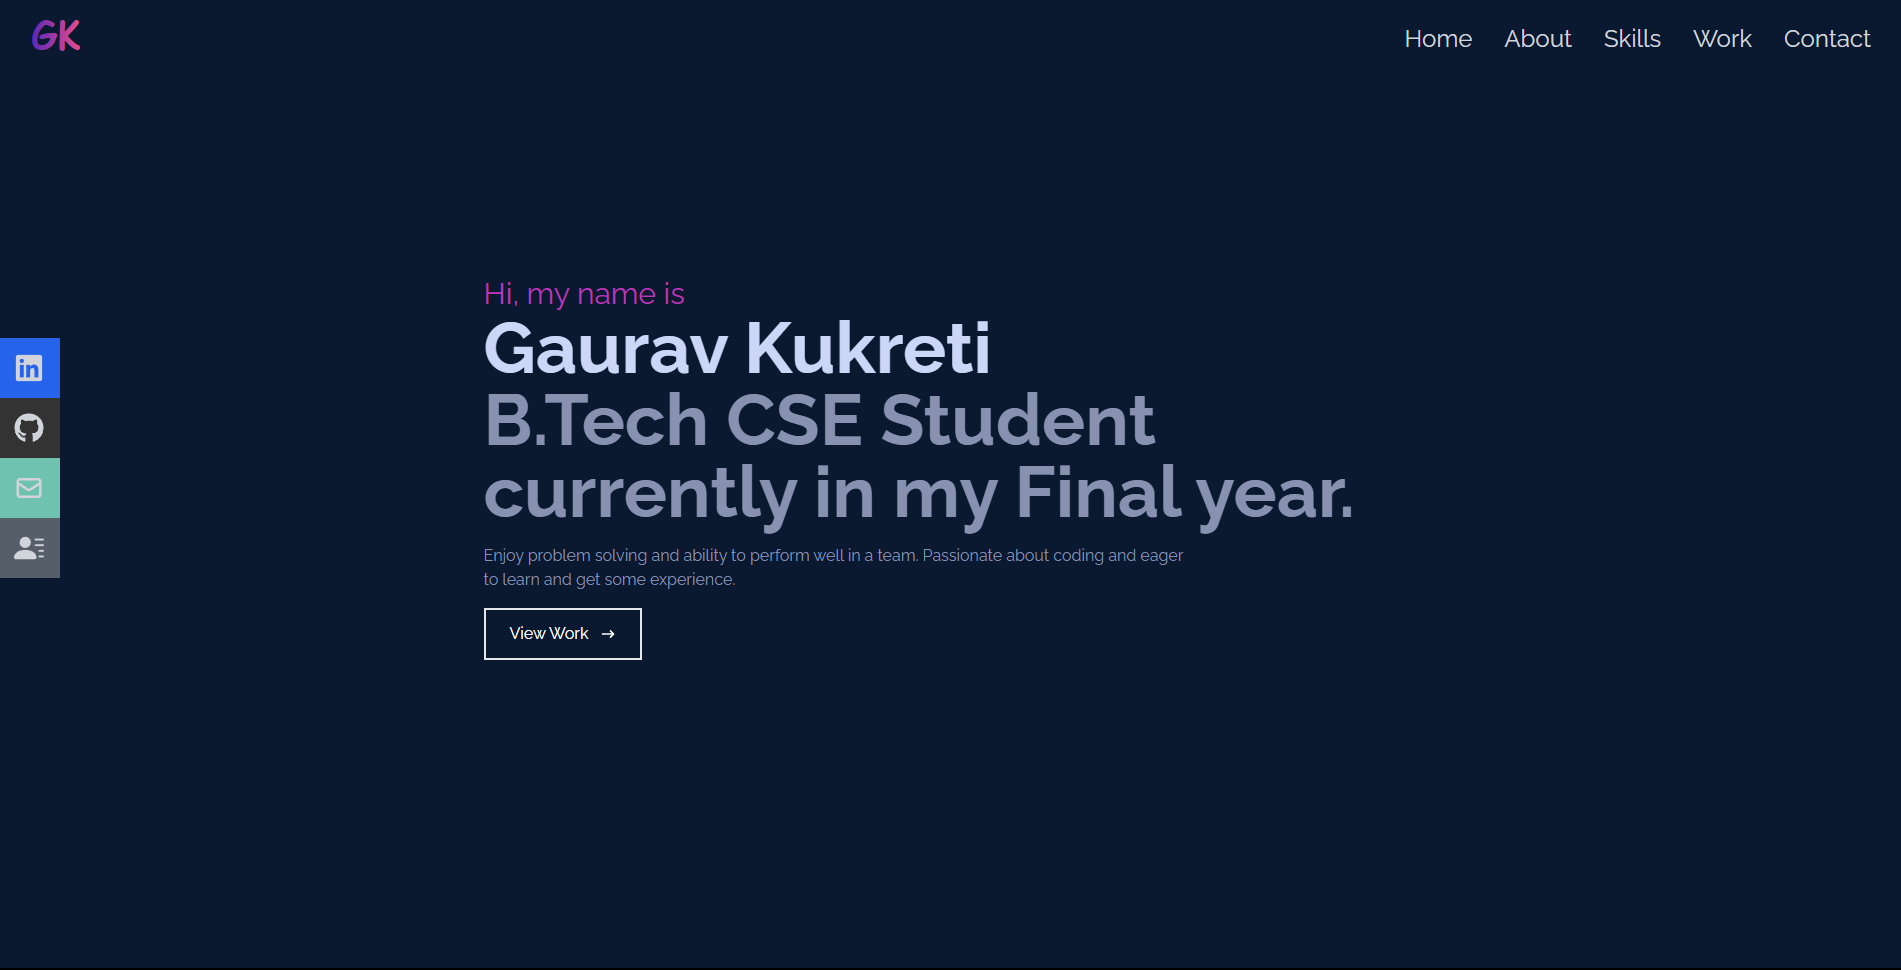 GK
Home About Skills Work Contact
Hi, my name is
Gaurav Kukreti
B.Tech CSE Student
currently in my Final year.
in
Enjoy problem solving and ability to perform well in a team. Passionate about coding and eager
to learn and get some experience.
View Work →